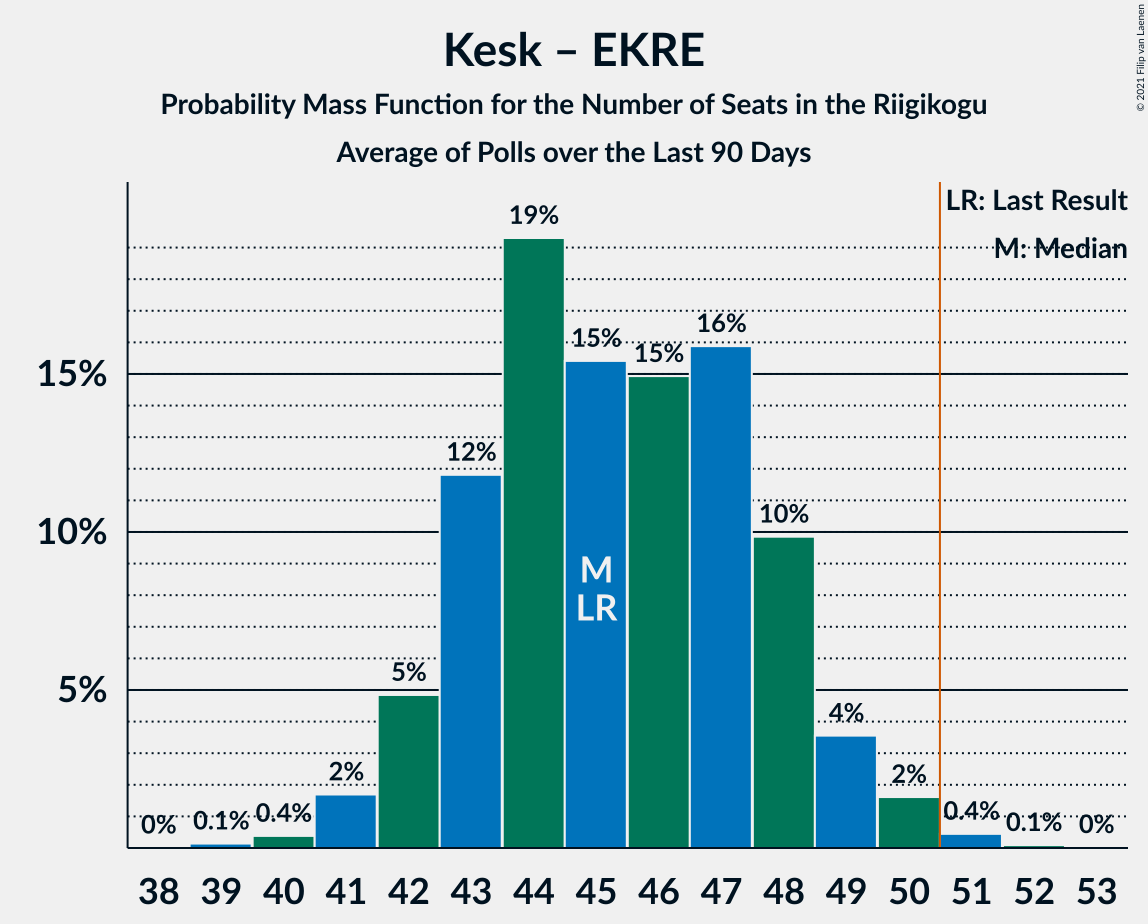 Kesk – EKRE
Probability Mass Function for the Number of Seats in the Riigikogu
Average of Polls over the Last 90 Days
© 2021 Filip van Laenen
LR: Last Result
M: Median
19%
16%
15%
15%
15%
12%
10%
10%
M
LR
5%
5%
4%
2%
2%
0%
0.1%
0.4%
0.4%
0.1%
0%
38 39 40 41 42 43 44 45 46 47 48 49 50 51 52 53